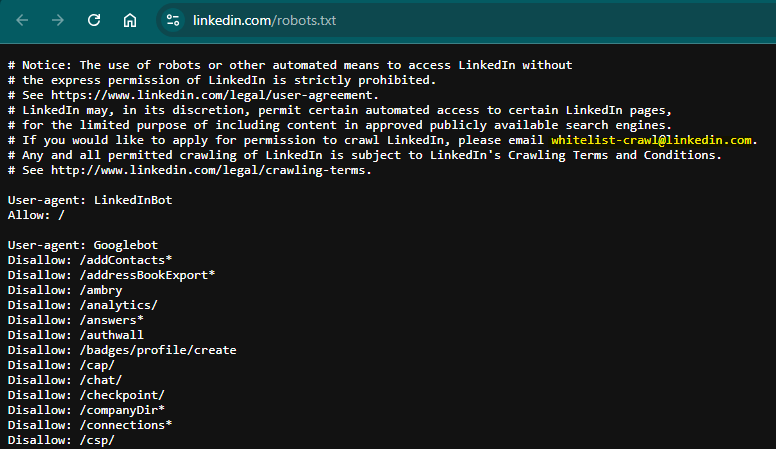 linkedin.com/robots.txt
# Notice: The use of robots or other automated means to access LinkedIn without
# the express permission of LinkedIn is strictly prohibited.
# See https://www.linkedin.com/legal/user-agreement.
# LinkedIn may, in its discretion, permit certain automated access to certain LinkedIn pages,
# for the limited purpose of including content in approved publicly available search engines.
# If you would like to apply for permission to crawl LinkedIn, please email whitelist-crawl@linkedin.com.
# Any and all permitted crawling of LinkedIn is subject to LinkedIn's Crawling Terms and Conditions.
# See http://www.linkedin.com/legal/crawling-terms.
User-agent: LinkedInBot
Allow: /
User-agent: Googlebot
Disallow: /addContacts*
Disallow: /addressBookExport*
Disallow: /ambry
Disallow: /analytics/
Disallow: /answers*
Disallow: /authwall
Disallow: /badges/profile/create
Disallow: /cap/
Disallow: /chat/
Disallow: /checkpoint/
Disallow: /companyDir*
Disallow: /connections*
Disallow: /csp/